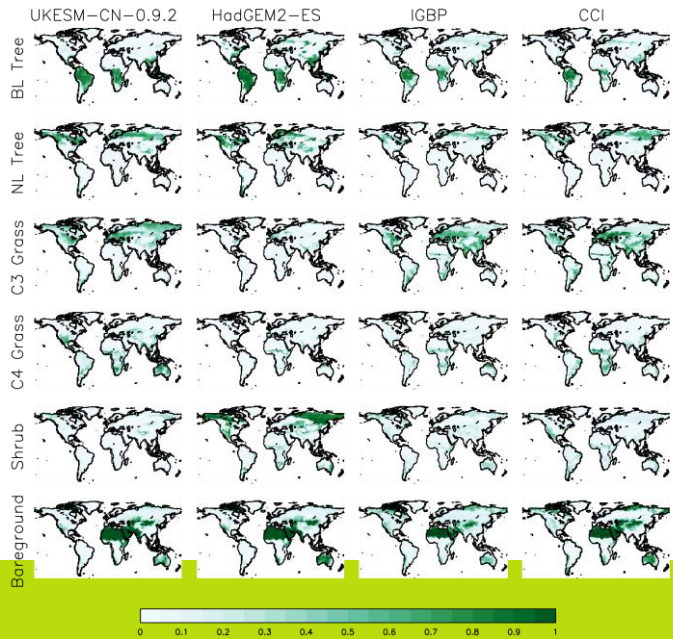 UKESM-CN-0.9.2 HadGEM2-ES IGBP CCI
BL Tree
NL Tree
C3 Grass
C4 Grass
Shrub
Bareground
0 0.1 0.2 0.3 0.4 0.5 0.6 0.7 0.8 0.9 1